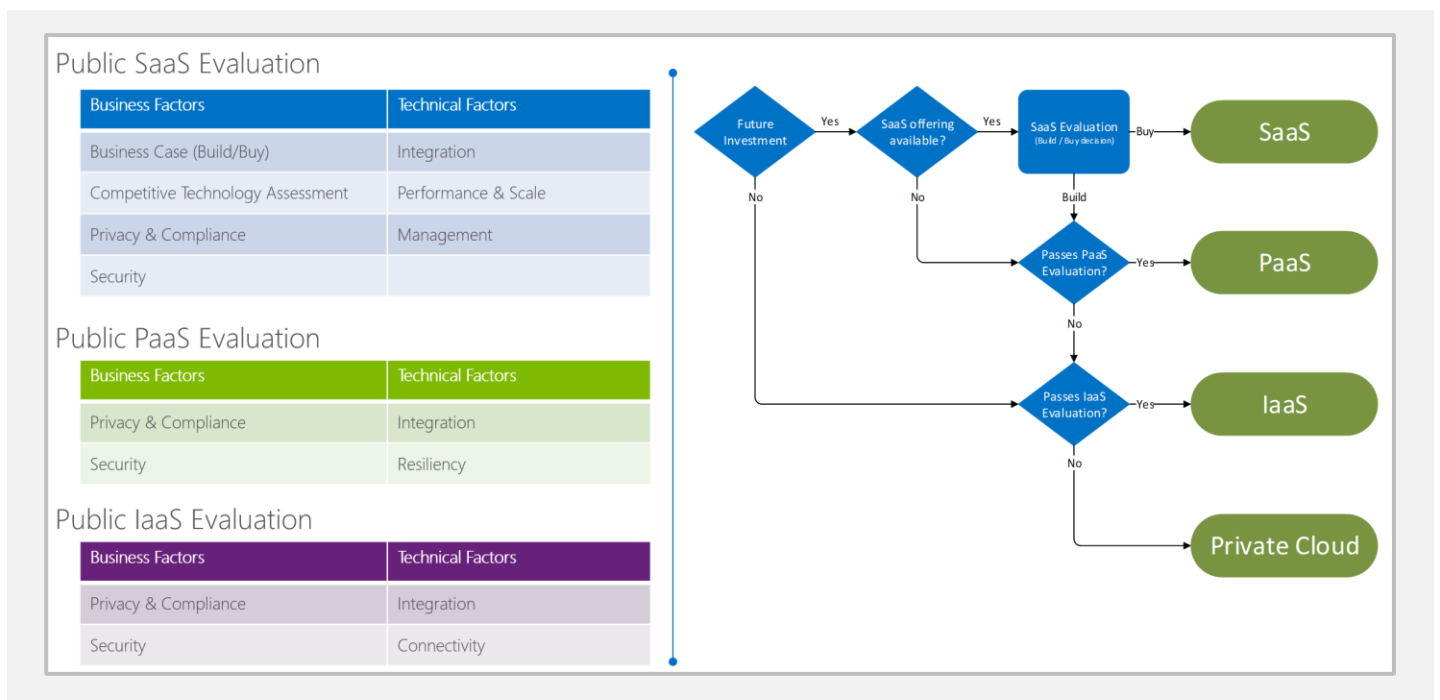 Public SaaS Evaluation
Business Factors
Technical Factors
Business Case (Build/Buy)
Integration
Competitive Technology Assessment
Performance & Scale
Privacy & Compliance
Management
Security
Public PaaS Evaluation
Business Factors
Technical Factors
Privacy & Compliance
Integration
Security
Resiliency
Public IaaS Evaluation
Business Factors
Technical Factors
Privacy & Compliance
Integration
Security
Connectivity
Future
Investment
Yes
No
SaaS offering
available?
Yes
No
SaaS Evaluation
(Build / Buy decision)
Buy
SaaS
Build
Passes PaaS
Evaluation?
Yes
PaaS
No
Passes IaaS
Evaluation?
Yes
IaaS
No
Private Cloud